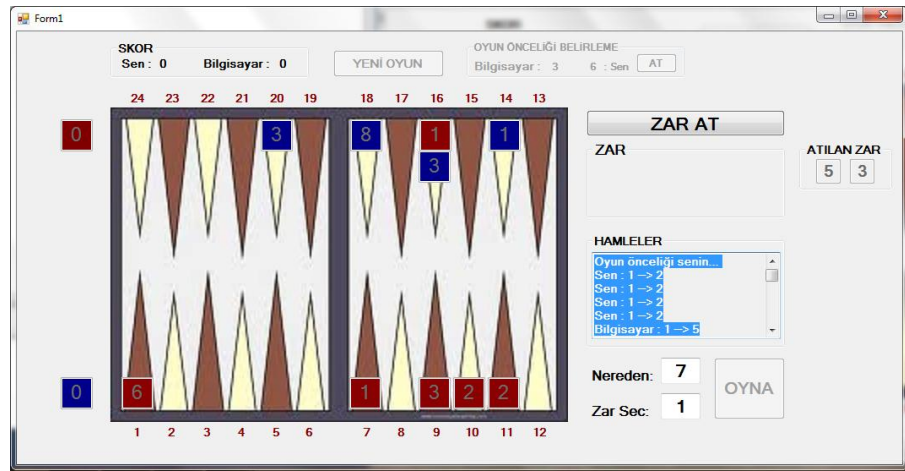 Form1
SKOR
Sen : 0 Bilgisayar : 0
YENİ OYUN
OYUN ÖNCELİĞİ BELİRLEME
Bilgisayar : 3 6 : Sen AT
24 23 22 21 20 19 18 17 16 15 14 13
0 3 8 1 1
3
ZAR AT
ZAR
ATILAN ZAR
5 3
HAMLELER
Oyun önceliği senin...
Sen : 1 --> 2
Sen : 1 --> 2
Sen : 1 --> 2
Sen : 1 --> 2
Bilgisayar : 1 --> 5
0 6 1 3 2 2
1 2 3 4 5 6 7 8 9 10 11 12
Nereden: 7
Zar Sec: 1
OYNA